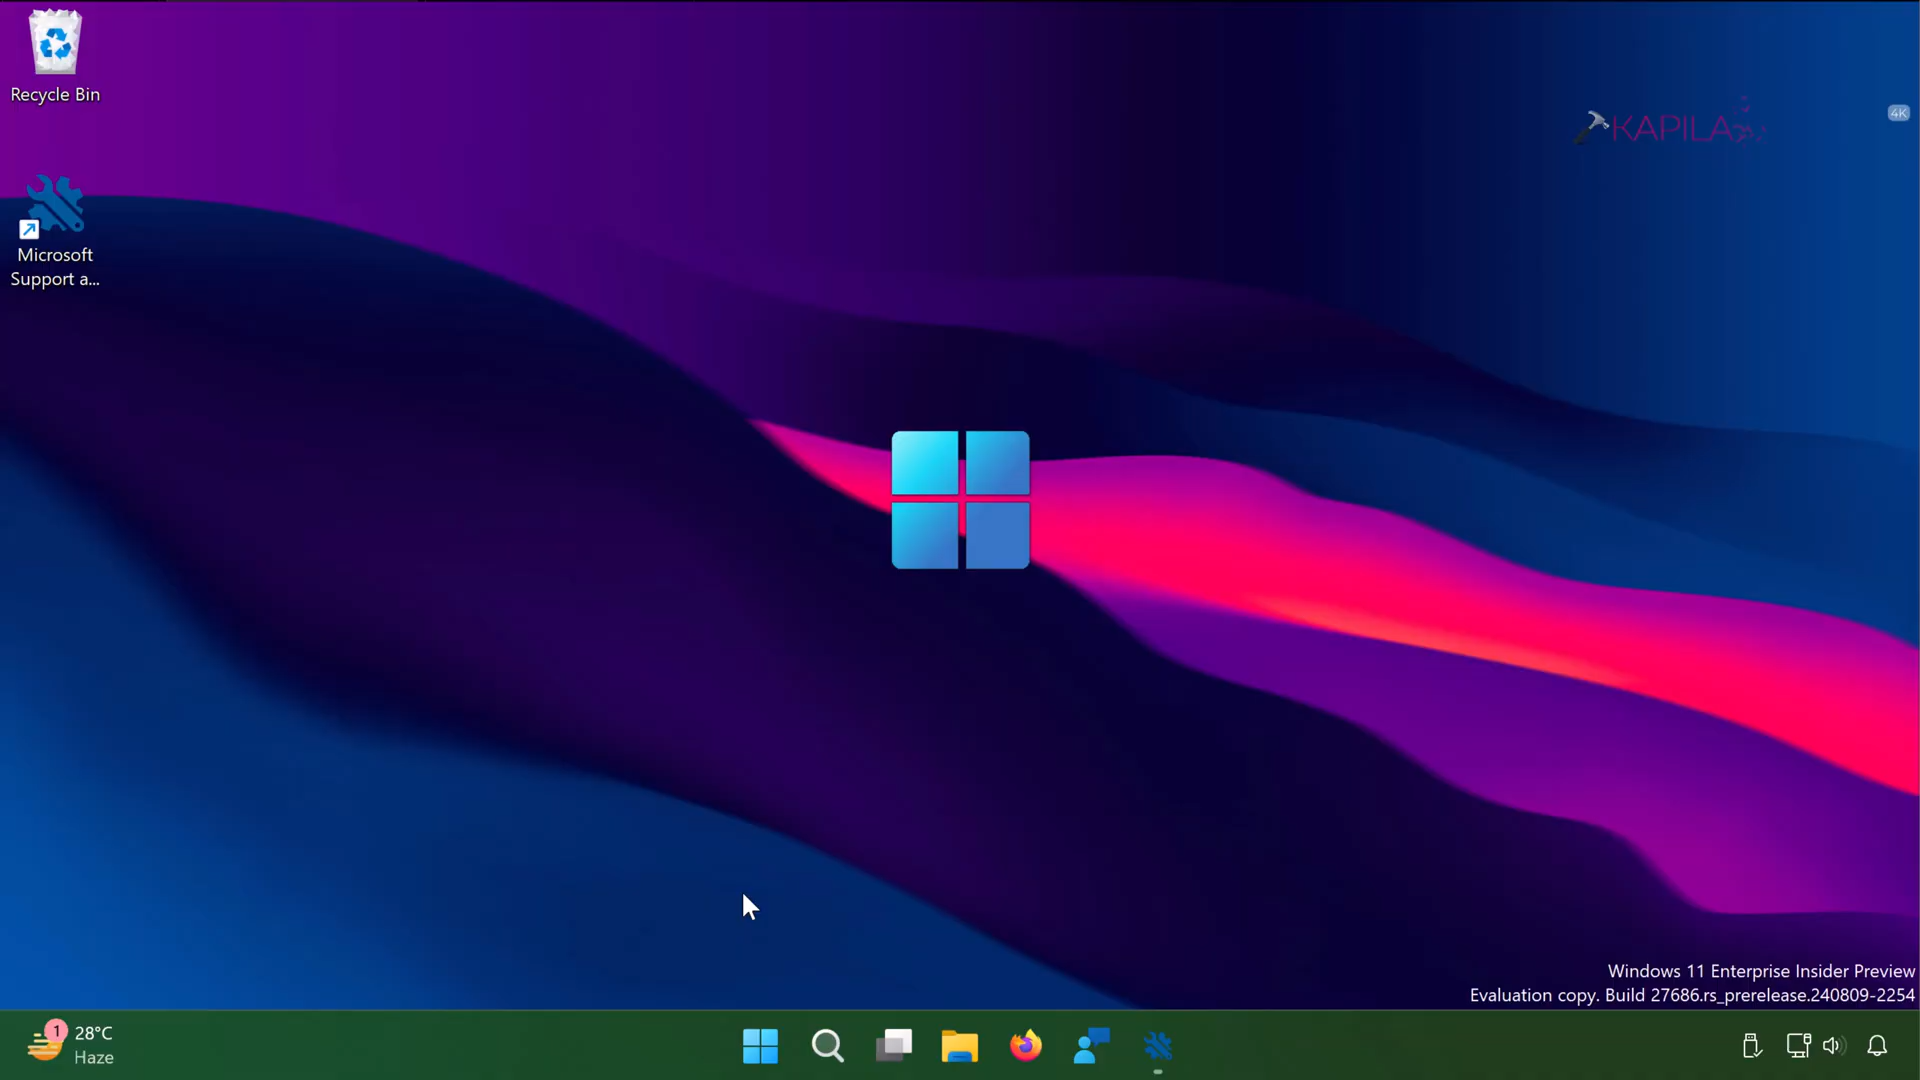 Recycle Bin
KAPILA
4K
Microsoft
Support a...
Windows 11 Enterprise Insider Preview
Evaluation copy. Build 27686.rs_prerelease.240809-2254
1
28°C
Haze